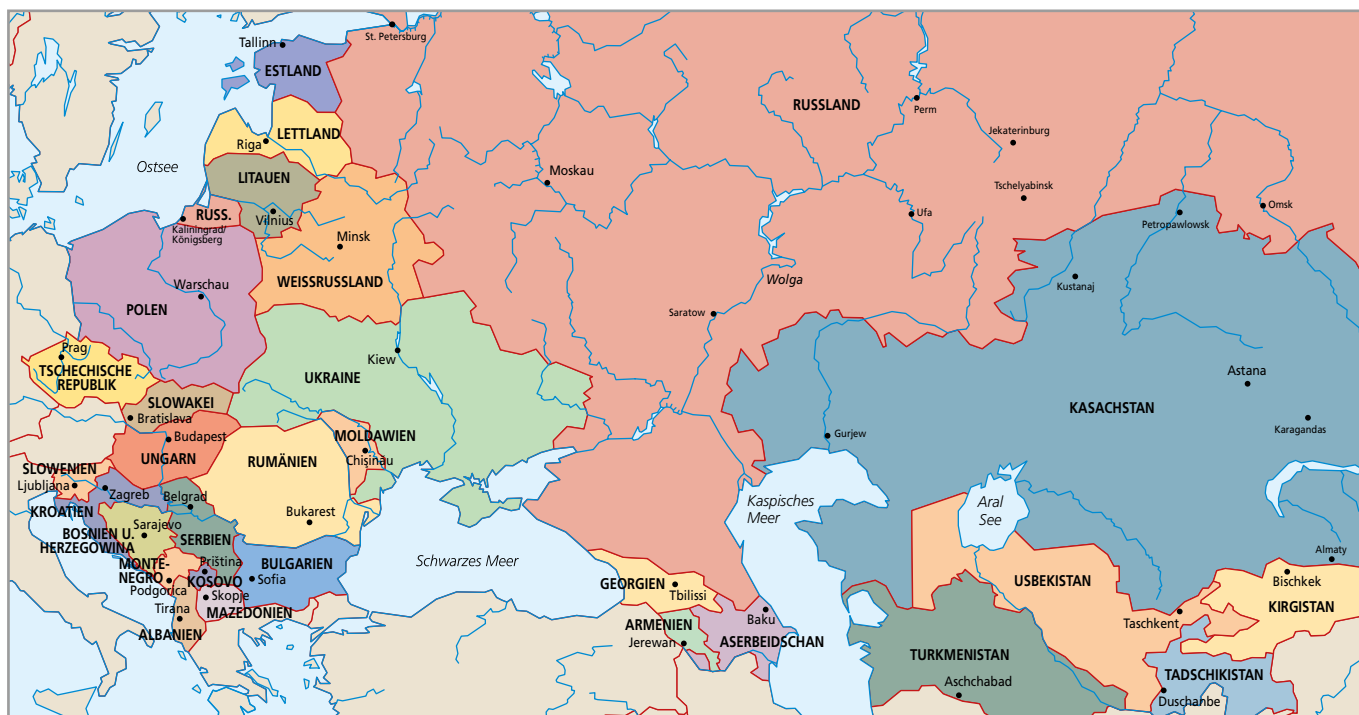 St. Petersburg
Tallinn
ESTLAND
RUSSLAND
Perm
LETTLAND
Riga
Jekaterinburg
Ostsee
Moskau
LITAUEN
Tschelyabinsk
Vilnius
RUSS.
Kaliningrad/
Königsberg
Ufa
Omsk
Petropawlowsk
Minsk
WEISSRUSSLAND
Wolga
Kustanaj
Warschau
POLEN
Saratow
Prag
TSCHECHISCHE
REPUBLIK
Kiew
UKRAINE
Astana
SLOWAKEI
Bratislava
KASACHSTAN
Karagandas
Budapest
MOLDAWIEN
Chişinău
Gurjew
UNGARN
RUMÄNIEN
SLOWENIEN
Ljubljana
Zagreb
Belgrad
KROATIEN
Kaspisches
Meer
Aral
See
Bukarest
Sarajevo
BOSNIEN U.
HERZEGOWINA
SERBIEN
Schwarzes Meer
Almaty
MONTE-
NEGRO
Priština
KOSOVO
BULGARIEN
Sofia
Podgorica
Skopje
MAZEDONIEN
Tirana
ALBANIEN
GEORGIEN
Tbilissi
USBEKISTAN
Bischkek
KIRGISTAN
Taschkent
ARMENIEN
Jerewan
Baku
ASERBEIDSCHAN
TURKMENISTAN
Aschchabad
TADSCHIKISTAN
Duschanbe